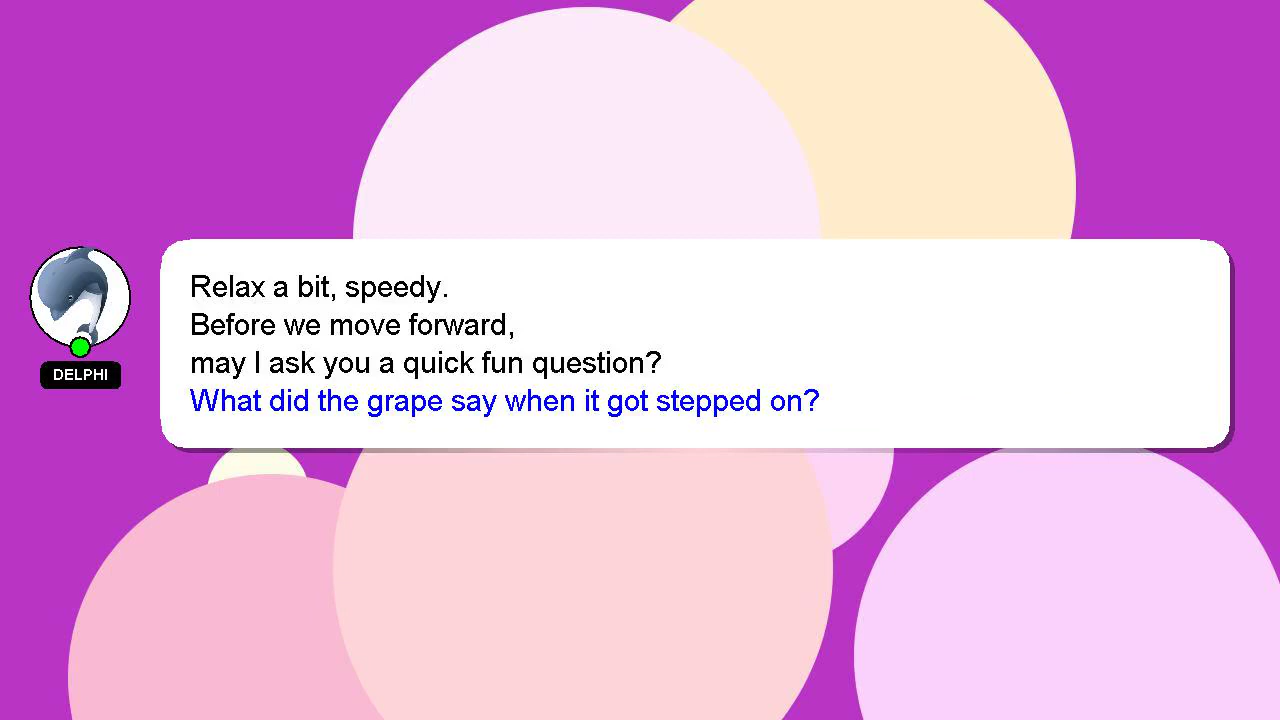 Relax a bit, speedy.
Before we move forward,
may I ask you a quick fun question?
What did the grape say when it got stepped on?
DELPHI